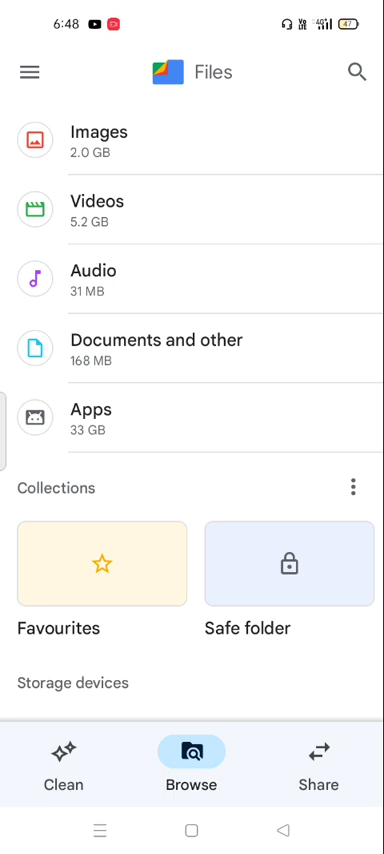 6:48
47
Files
Images
2.0 GB
Videos
5.2 GB
Audio
31 MB
Documents and other
168 MB
Apps
33 GB
Collections
Favourites
Safe folder
Storage devices
Clean
Browse
Share